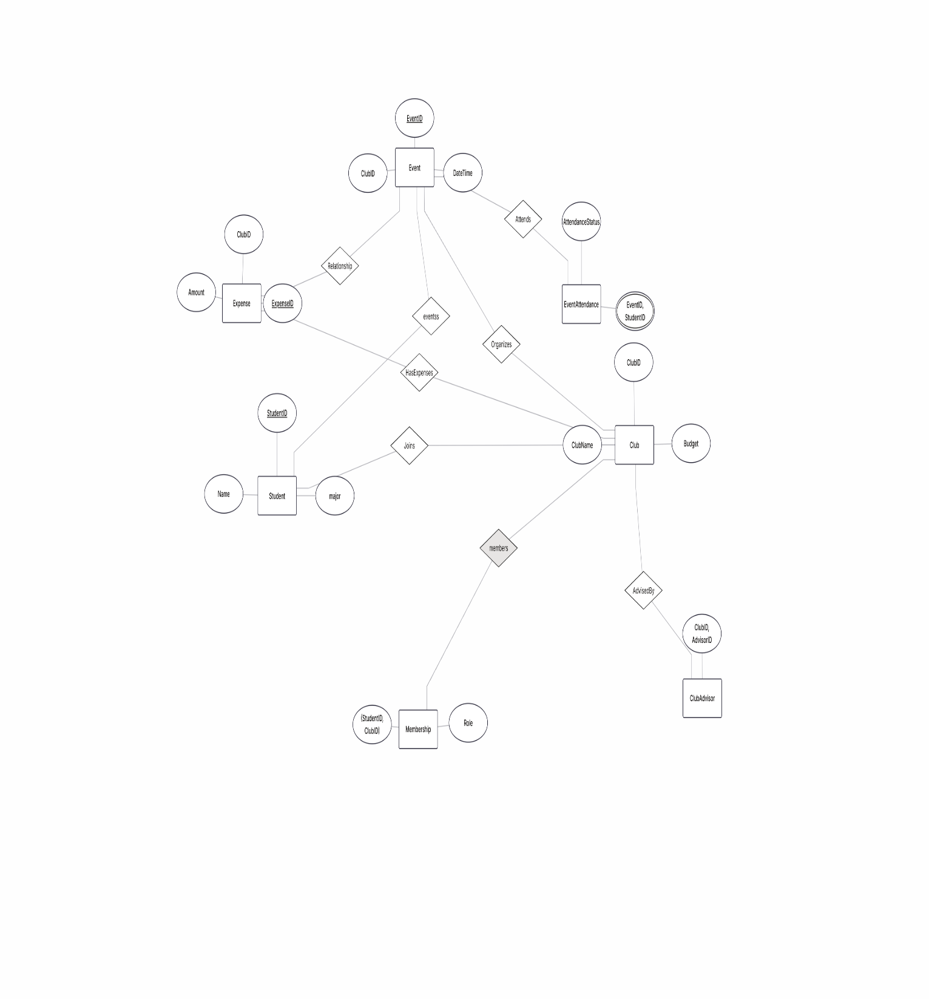 EventID
Event
ClubID
DateTime
Attends
AttendanceStatus
ClubID
Relationship
Amount
Expense
ExpenseID
EventAttendance
EventID,
StudentID
eventss
Organizes
ClubID
HasExpenses
StudentID
Joins
ClubName
Club
Budget
Name
Student
major
members
AdvisedBy
ClubID,
AdvisorID
ClubAdvisor
(StudentID,
ClubID)
Membership
Role